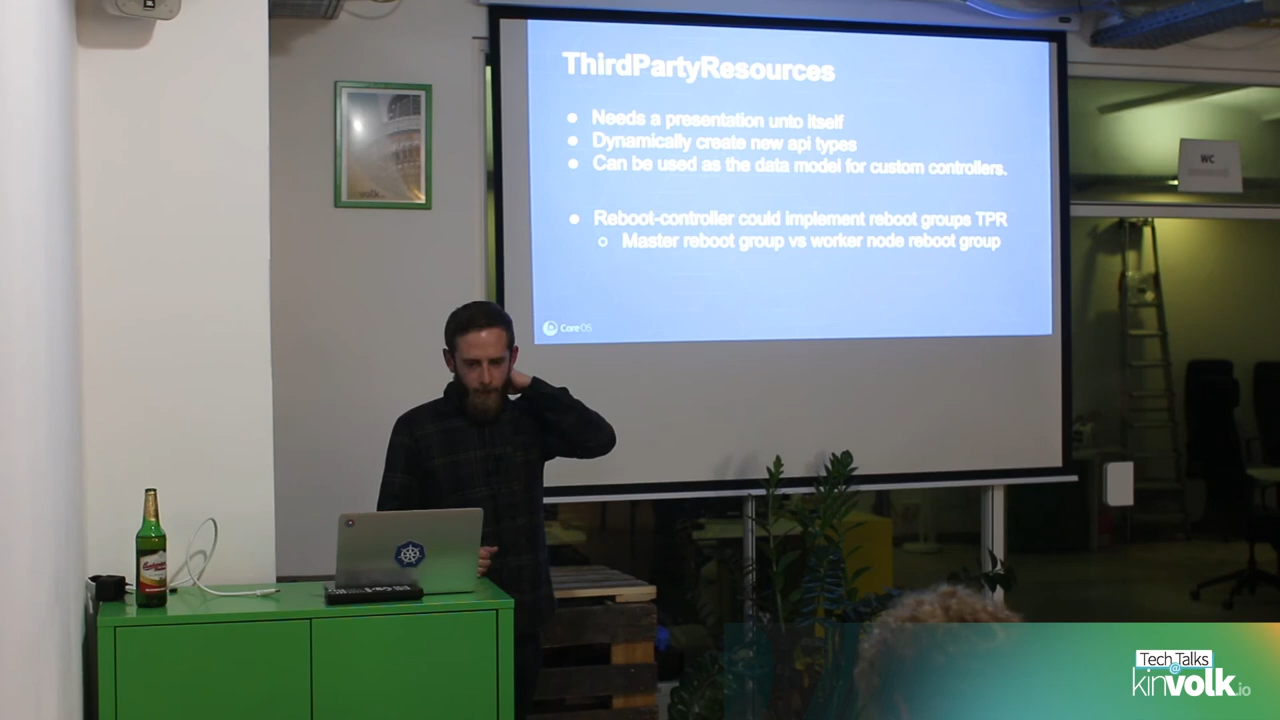 ThirdPartyResources
Needs a presentation unto itself
Dynamically create new api types
Can be used as the data model for custom controllers.
Reboot-controller could implement reboot groups TPR
Master reboot group vs worker node reboot group
CoreOS
WC
volk
Tech Talks
@
kinvolk.io